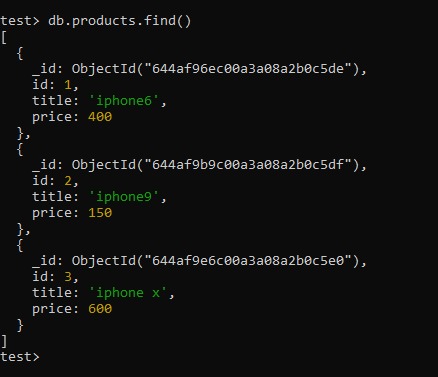 test> db.products.find()
[
  {
    _id: ObjectId("644af96ec00a3a08a2b0c5de"),
    id: 1,
    title: 'iphone6',
    price: 400
  },
  {
    _id: ObjectId("644af9b9c00a3a08a2b0c5df"),
    id: 2,
    title: 'iphone9',
    price: 150
  },
  {
    _id: ObjectId("644af9e6c00a3a08a2b0c5e0"),
    id: 3,
    title: 'iphone x',
    price: 600
  }
]
test>